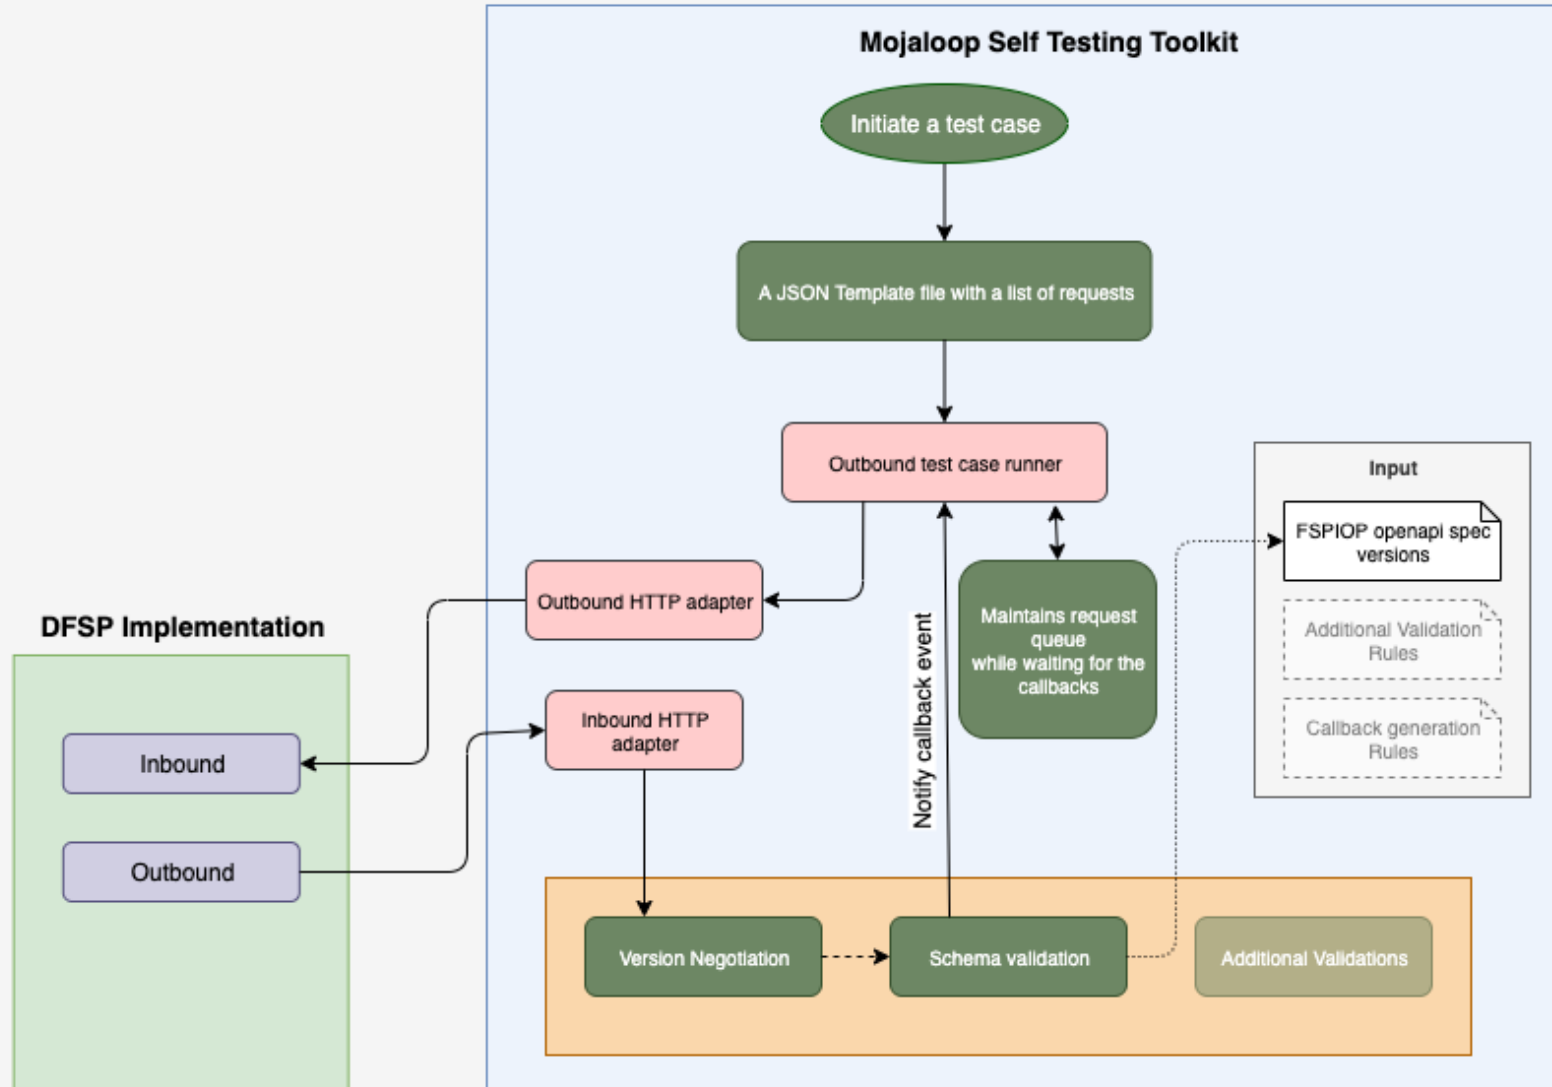 Mojaloop Self Testing Toolkit
Initiate a test case
A JSON Template file with a list of requests
Outbound test case runner
Input
FSPIOP openapi spec
versions
Outbound HTTP adapter
Maintains request
queue
while waiting for the
callbacks
Additional Validation
Rules
DFSP Implementation
Notify callback event
Inbound HTTP
adapter
Callback generation
Rules
Inbound
Outbound
Version Negotiation
Schema validation
Additional Validations